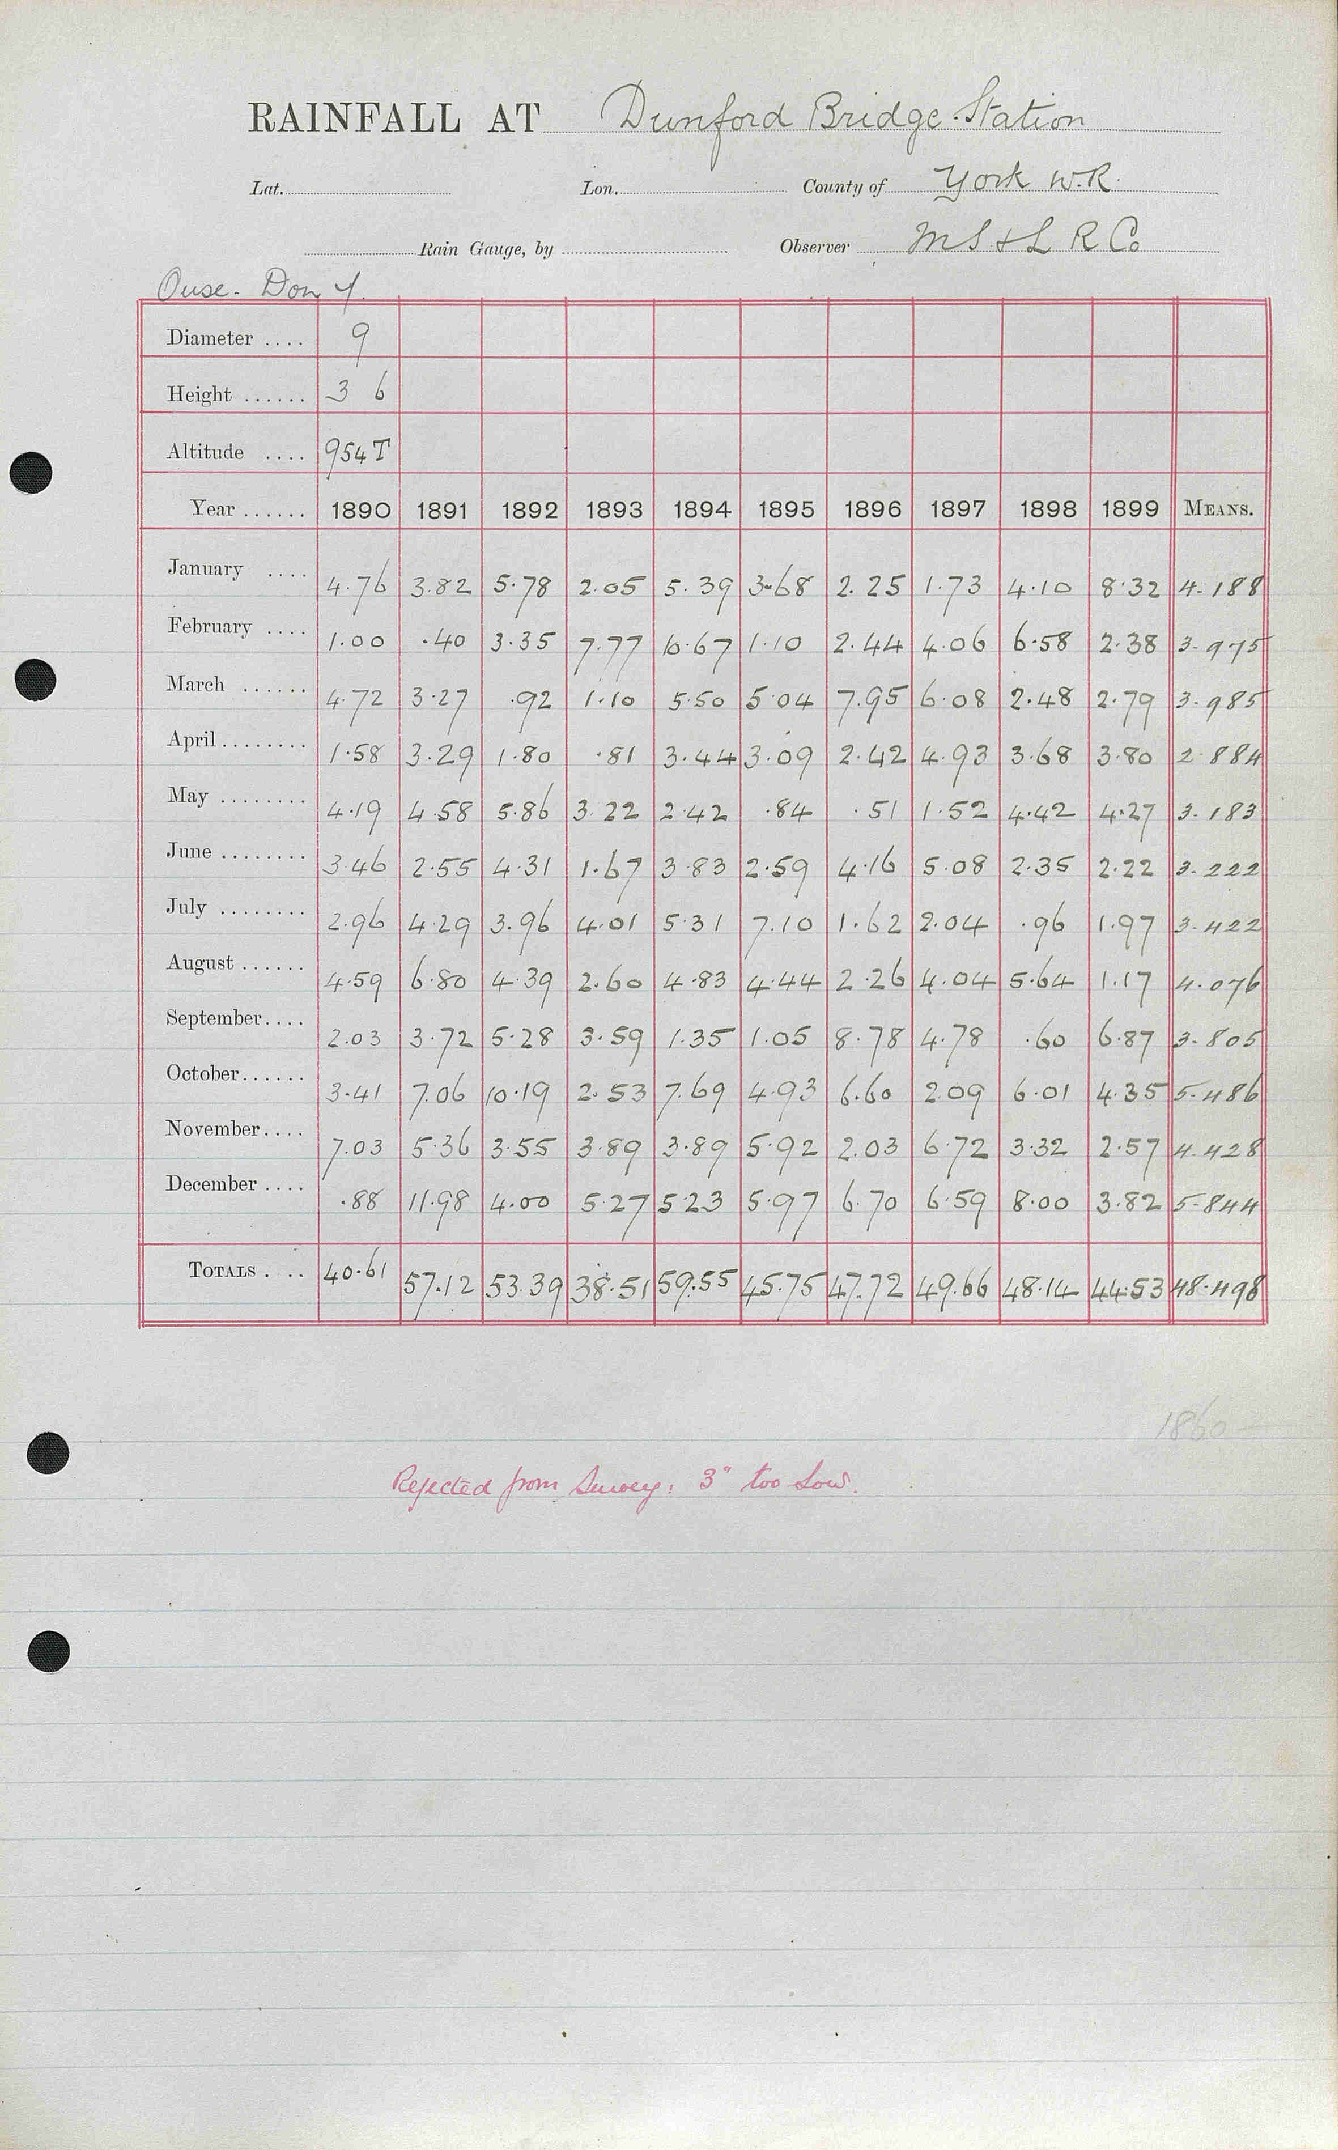 RAINFALL AT Dunford Bridge Station
Lat. Lon. County of York W.R.
Rain Gauge, by Observer M S & L R Co
Ouse - Don Y.
Diameter .... 9
Height ...... 3 6
Altitude .... 954 T
Year ...... 1890 1891 1892 1893 1894 1895 1896 1897 1898 1899 MEANS.
January .... 4.76 3.82 5.78 2.05 5.39 3.68 2.25 1.73 4.10 8.32 4.188
February .... 1.00 .40 3.35 7.77 10.67 1.10 2.44 4.06 6.58 2.38 3.975
March ...... 4.72 3.27 .92 1.10 5.50 5.04 7.95 6.08 2.48 2.79 3.985
April ........ 1.58 3.29 1.80 .81 3.44 3.09 2.42 4.93 3.68 3.80 2.884
May ........ 4.19 4.58 5.86 3.22 2.42 .84 .51 1.52 4.42 4.27 3.183
June ........ 3.46 2.55 4.31 1.67 3.83 2.59 4.16 5.08 2.35 2.22 3.222
July ........ 2.96 4.29 3.96 4.01 5.31 7.10 1.62 2.04 .96 1.97 3.422
August ...... 4.59 6.80 4.39 2.60 4.83 4.44 2.26 4.04 5.64 1.17 4.076
September .... 2.03 3.72 5.28 3.59 1.35 1.05 8.78 4.78 .60 6.87 3.805
October ...... 3.41 7.06 10.19 2.53 7.69 4.93 6.60 2.09 6.01 4.35 5.486
November .... 7.03 5.36 3.55 3.89 3.89 5.92 2.03 6.72 3.32 2.57 4.428
December .... .88 11.98 4.00 5.27 5.23 5.97 6.70 6.59 8.00 3.82 5.844
TOTALS .... 40.61 57.12 53.39 38.51 59.55 45.75 47.72 49.66 48.14 44.53 48.498
1860 —
Rejected from Survey: 3" too low.